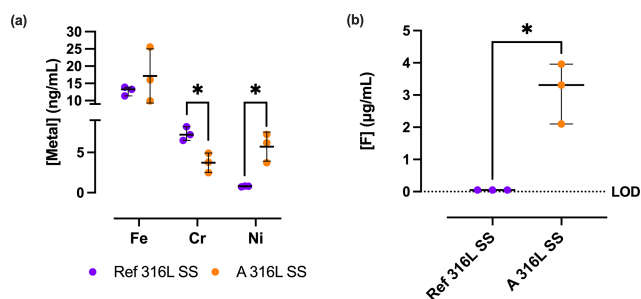 (a)
[Metal] (ng/mL)
30
25
20
15
10
5
0
* *
Fe Cr Ni
Ref 316L SS A 316L SS
(b)
[F] (µg/mL)
5
4
3
2
1
0
*
LOD
Ref 316L SS
A 316L SS